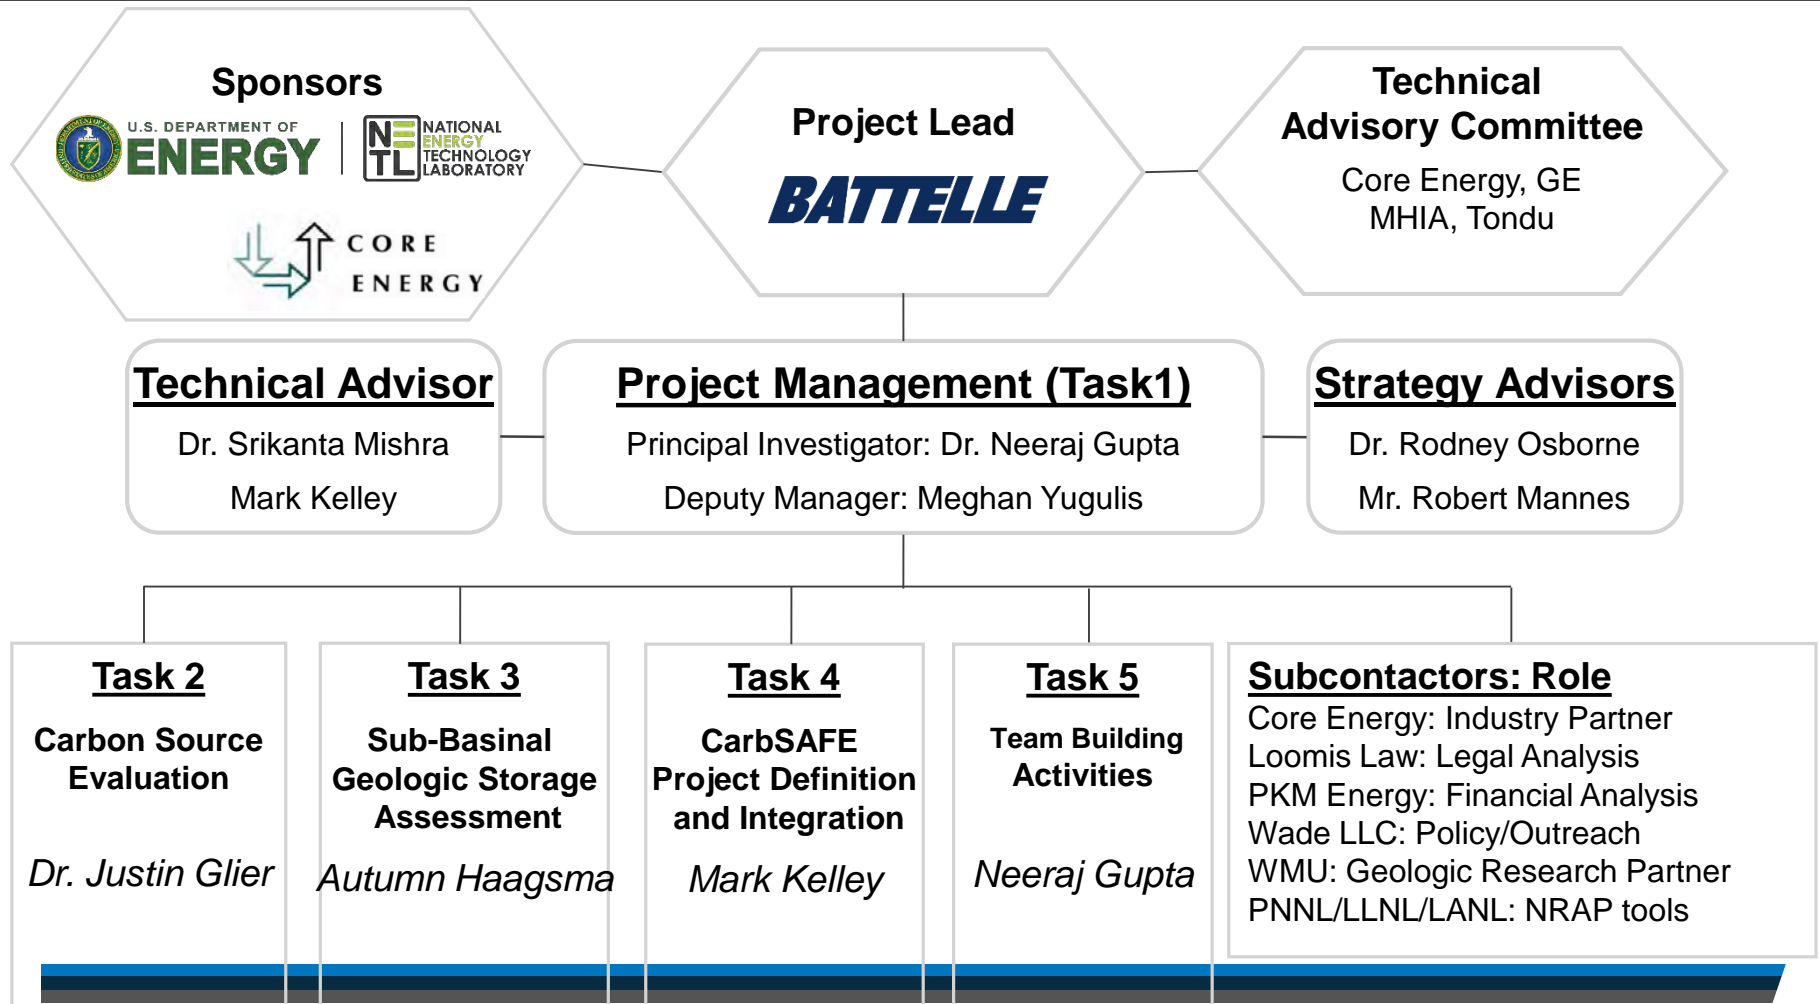 Sponsors
U.S. DEPARTMENT OF
ENERGY
NETL
NATIONAL
ENERGY
TECHNOLOGY
LABORATORY
CORE
ENERGY
Project Lead
BATTELLE
Technical
Advisory Committee
Core Energy, GE
MHIA, Tondu
Technical Advisor
Dr. Srikanta Mishra
Mark Kelley
Project Management (Task1)
Principal Investigator: Dr. Neeraj Gupta
Deputy Manager: Meghan Yugulis
Strategy Advisors
Dr. Rodney Osborne
Mr. Robert Mannes
Task 2
Carbon Source
Evaluation
Dr. Justin Glier
Task 3
Sub-Basinal
Geologic Storage
Assessment
Autumn Haagsma
Task 4
CarbSAFE
Project Definition
and Integration
Mark Kelley
Task 5
Team Building
Activities
Neeraj Gupta
Subcontactors: Role
Core Energy: Industry Partner
Loomis Law: Legal Analysis
PKM Energy: Financial Analysis
Wade LLC: Policy/Outreach
WMU: Geologic Research Partner
PNNL/LLNL/LANL: NRAP tools